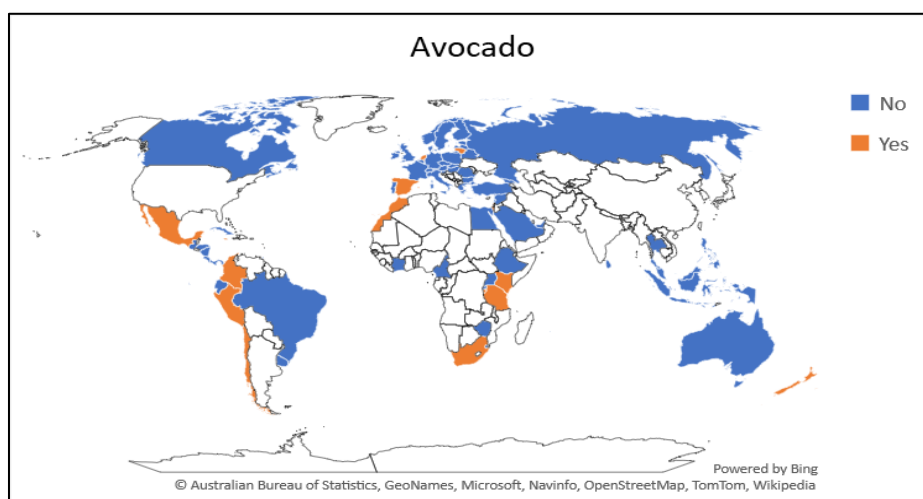 Avocado
No
Yes
Powered by Bing
© Australian Bureau of Statistics, GeoNames, Microsoft, Navinfo, OpenStreetMap, TomTom, Wikipedia